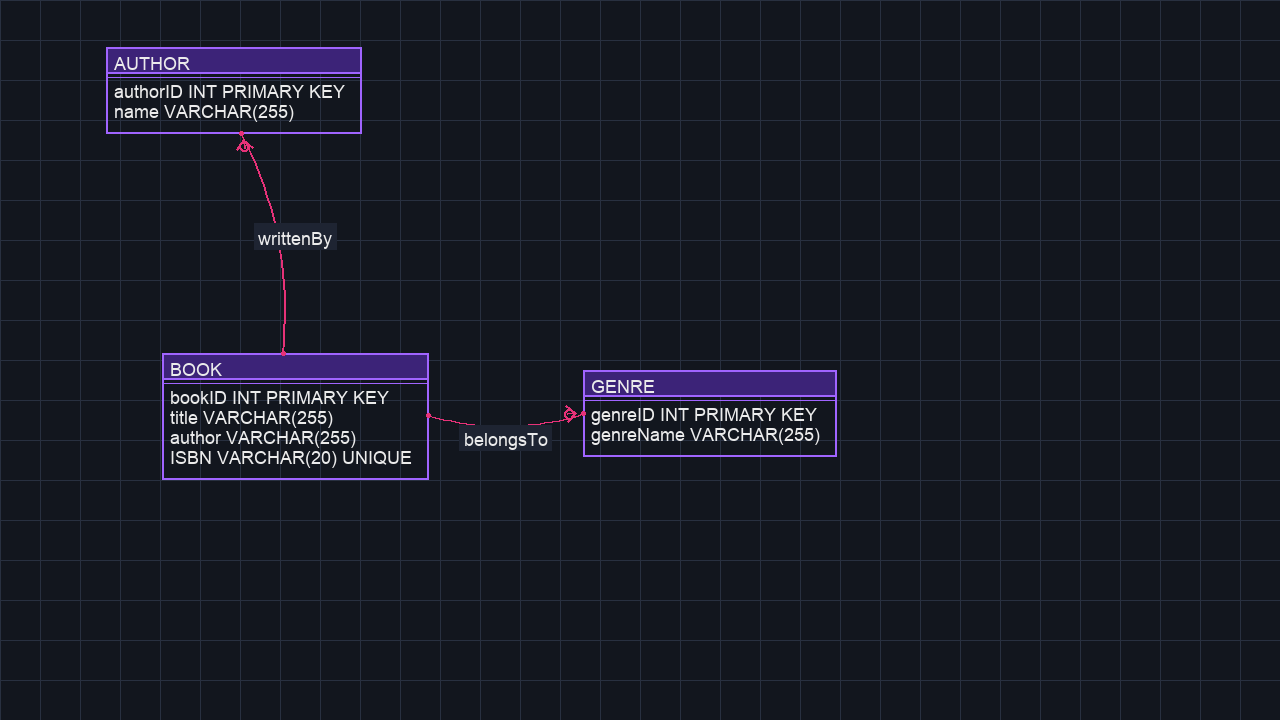 AUTHOR
authorID INT PRIMARY KEY
name VARCHAR(255)
writtenBy
BOOK
bookID INT PRIMARY KEY
title VARCHAR(255)
author VARCHAR(255)
ISBN VARCHAR(20) UNIQUE
belongsTo
GENRE
genreID INT PRIMARY KEY
genreName VARCHAR(255)